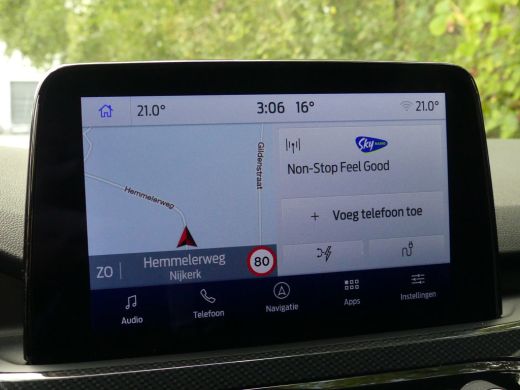 21.0° 3:06 16° 21.0°
Hemmelerweg
Gildenstraat
Sky RADIO
Non-Stop Feel Good
+ Voeg telefoon toe
ZO Hemmelerweg 80
Nijkerk
Audio Telefoon Navigatie Apps Instellingen